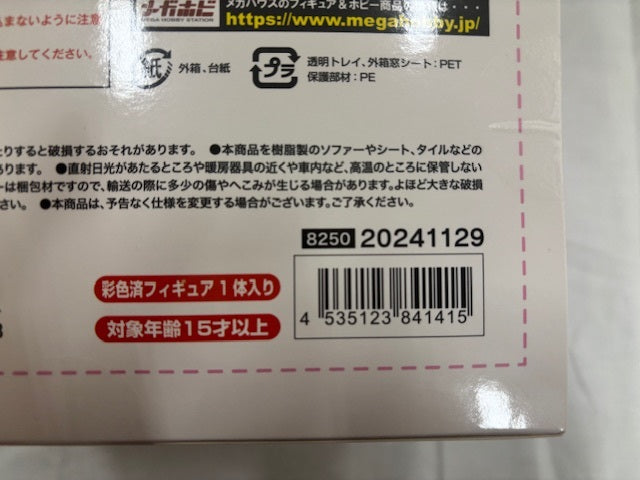 込まないように注意
メガハウスのフィギュア&ホビー商品の
は・・・
メガホビ
MEGA HOBBY STATION
https://www.megahobby.jp/
注意してください。
紙 外箱、台紙
プラ 透明トレイ、外箱窓シート:PET
保護部材:PE
たりすると破損するおそれがあります。 ●本商品を樹脂製のソファーやシート、タイルなどの
あります。 ●直射日光があたるところや暖房器具の近くや車内など、高温のところに保管しない
ーは梱包材ですので、輸送の際に多少の傷やへこみが生じる場合があります。よほど大きな破損
さい。 ●本商品は、予告なく仕様を変更する場合がございます。ご了承ください。
8250 20241129
彩色済フィギュア1体入り
対象年齢15才以上
4 535123 841415